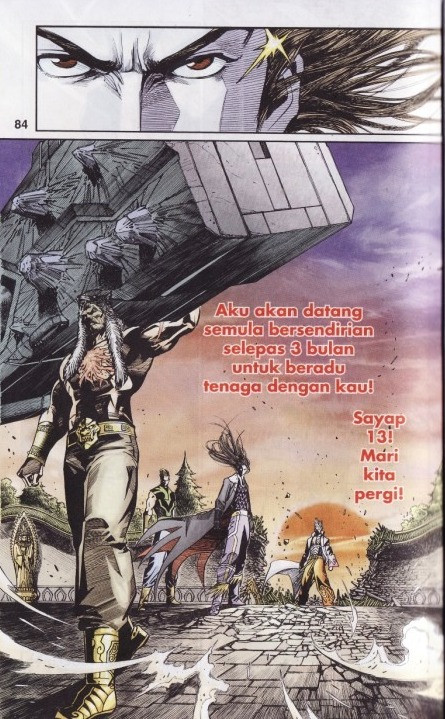 84
Aku akan datang
semula bersendirian
selepas 3 bulan
untuk beradu
tenaga dengan kau!
Sayap
13!
Mari
kita
pergi!